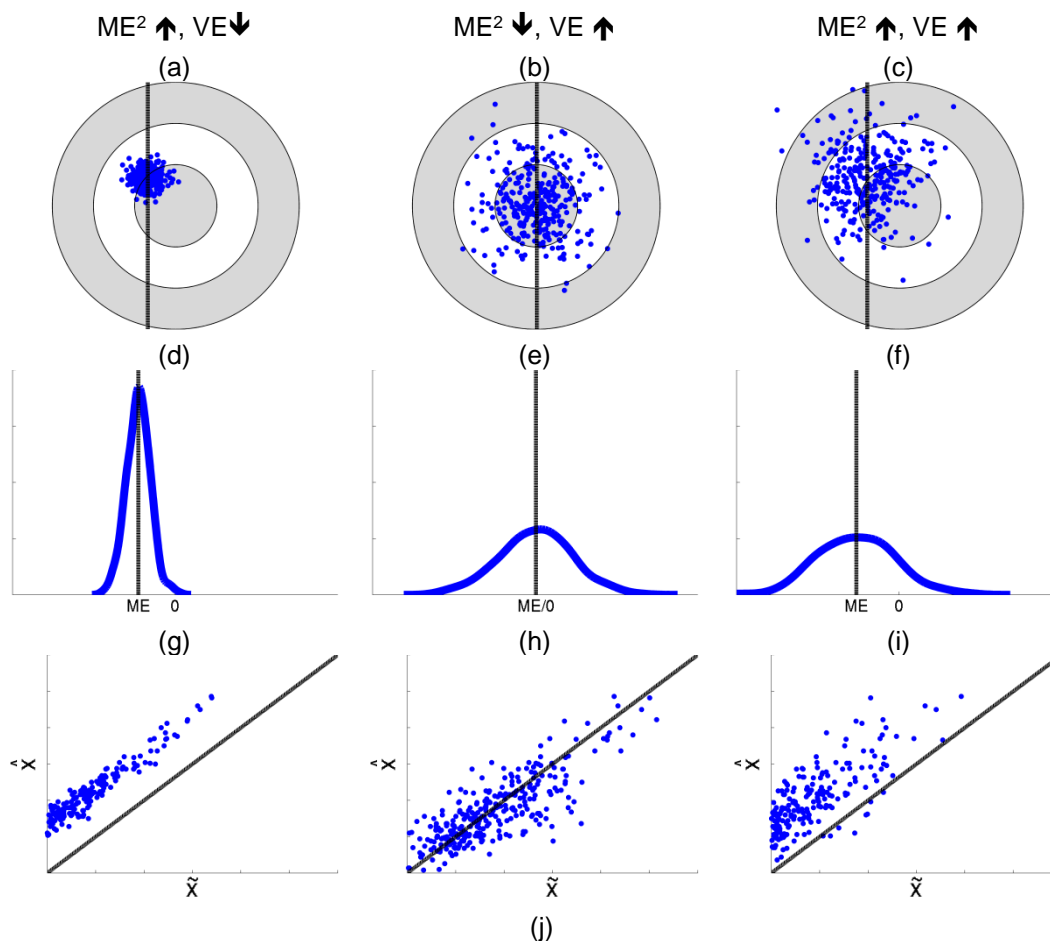 ME² 🡹, VE🡻
ME² 🡻, VE 🡹
ME² 🡹, VE 🡹
(a)
(b)
(c)
(d)
(e)
(f)
ME 0
ME/0
ME 0
(g)
(h)
(i)
x̂
x̂
x̂
x̃
x̃
x̃
(j)